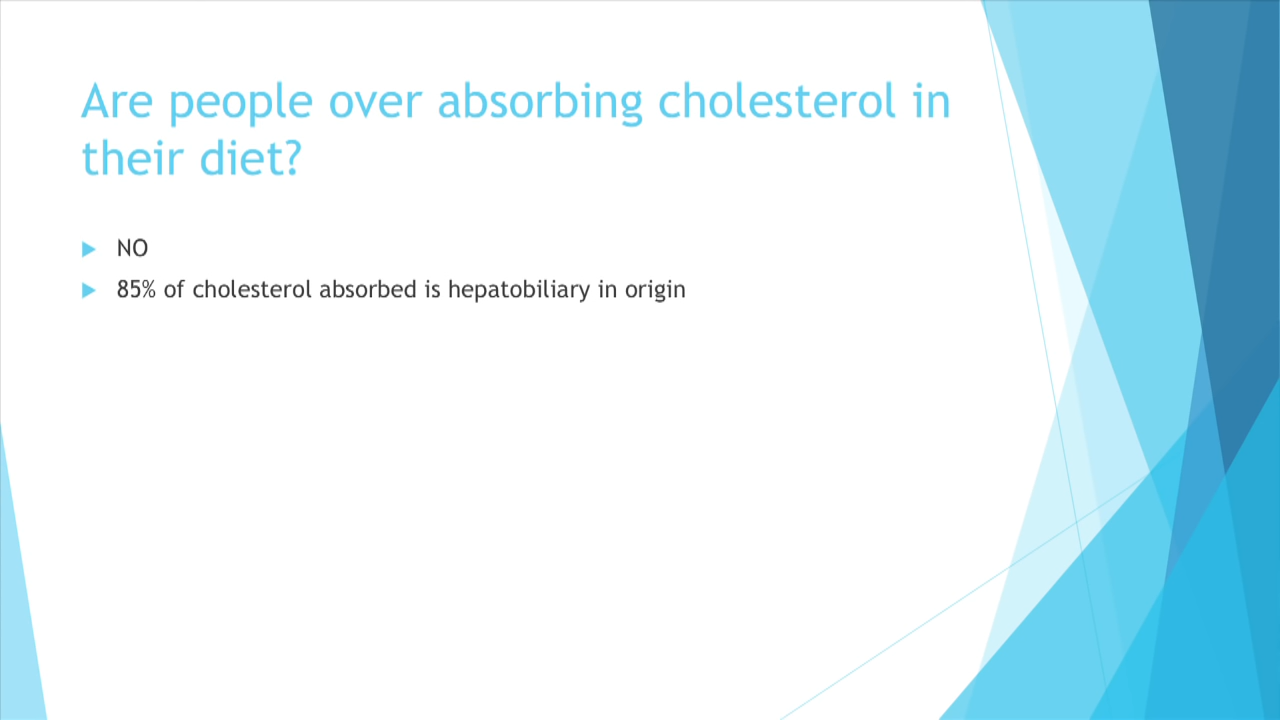 Are people over absorbing cholesterol in
their diet?
NO
85% of cholesterol absorbed is hepatobiliary in origin